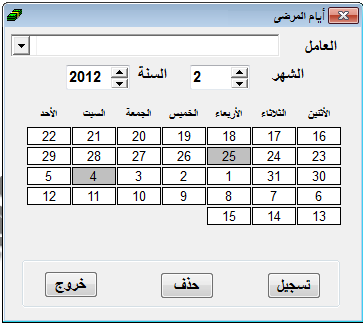 أيام المرضى
العامل
الشهر 2 السنة 2012
الأثنين الثلاثاء الأربعاء الخميس الجمعة السبت الأحد
16 17 18 19 20 21 22
23 24 25 26 27 28 29
30 31 1 2 3 4 5
6 7 8 9 10 11 12
13 14 15
تسجيل حذف خروج